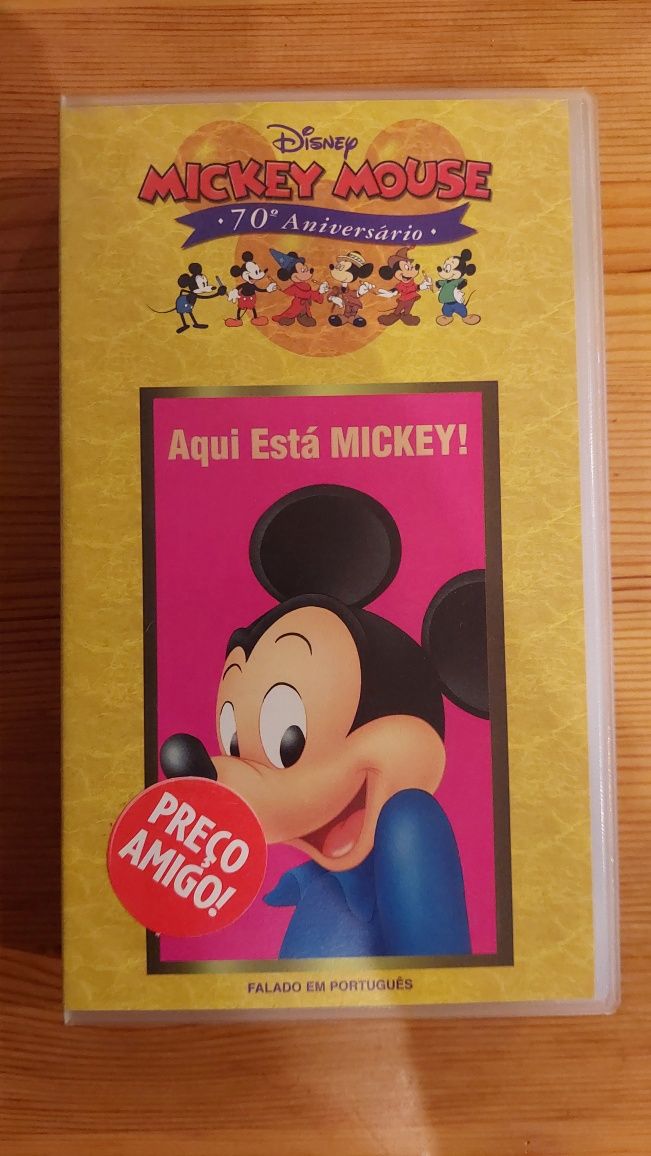 Disney
MICKEY MOUSE
· 70º Aniversário ·
Aqui Está MICKEY!
PREÇO
AMIGO!
FALADO EM PORTUGUÊS